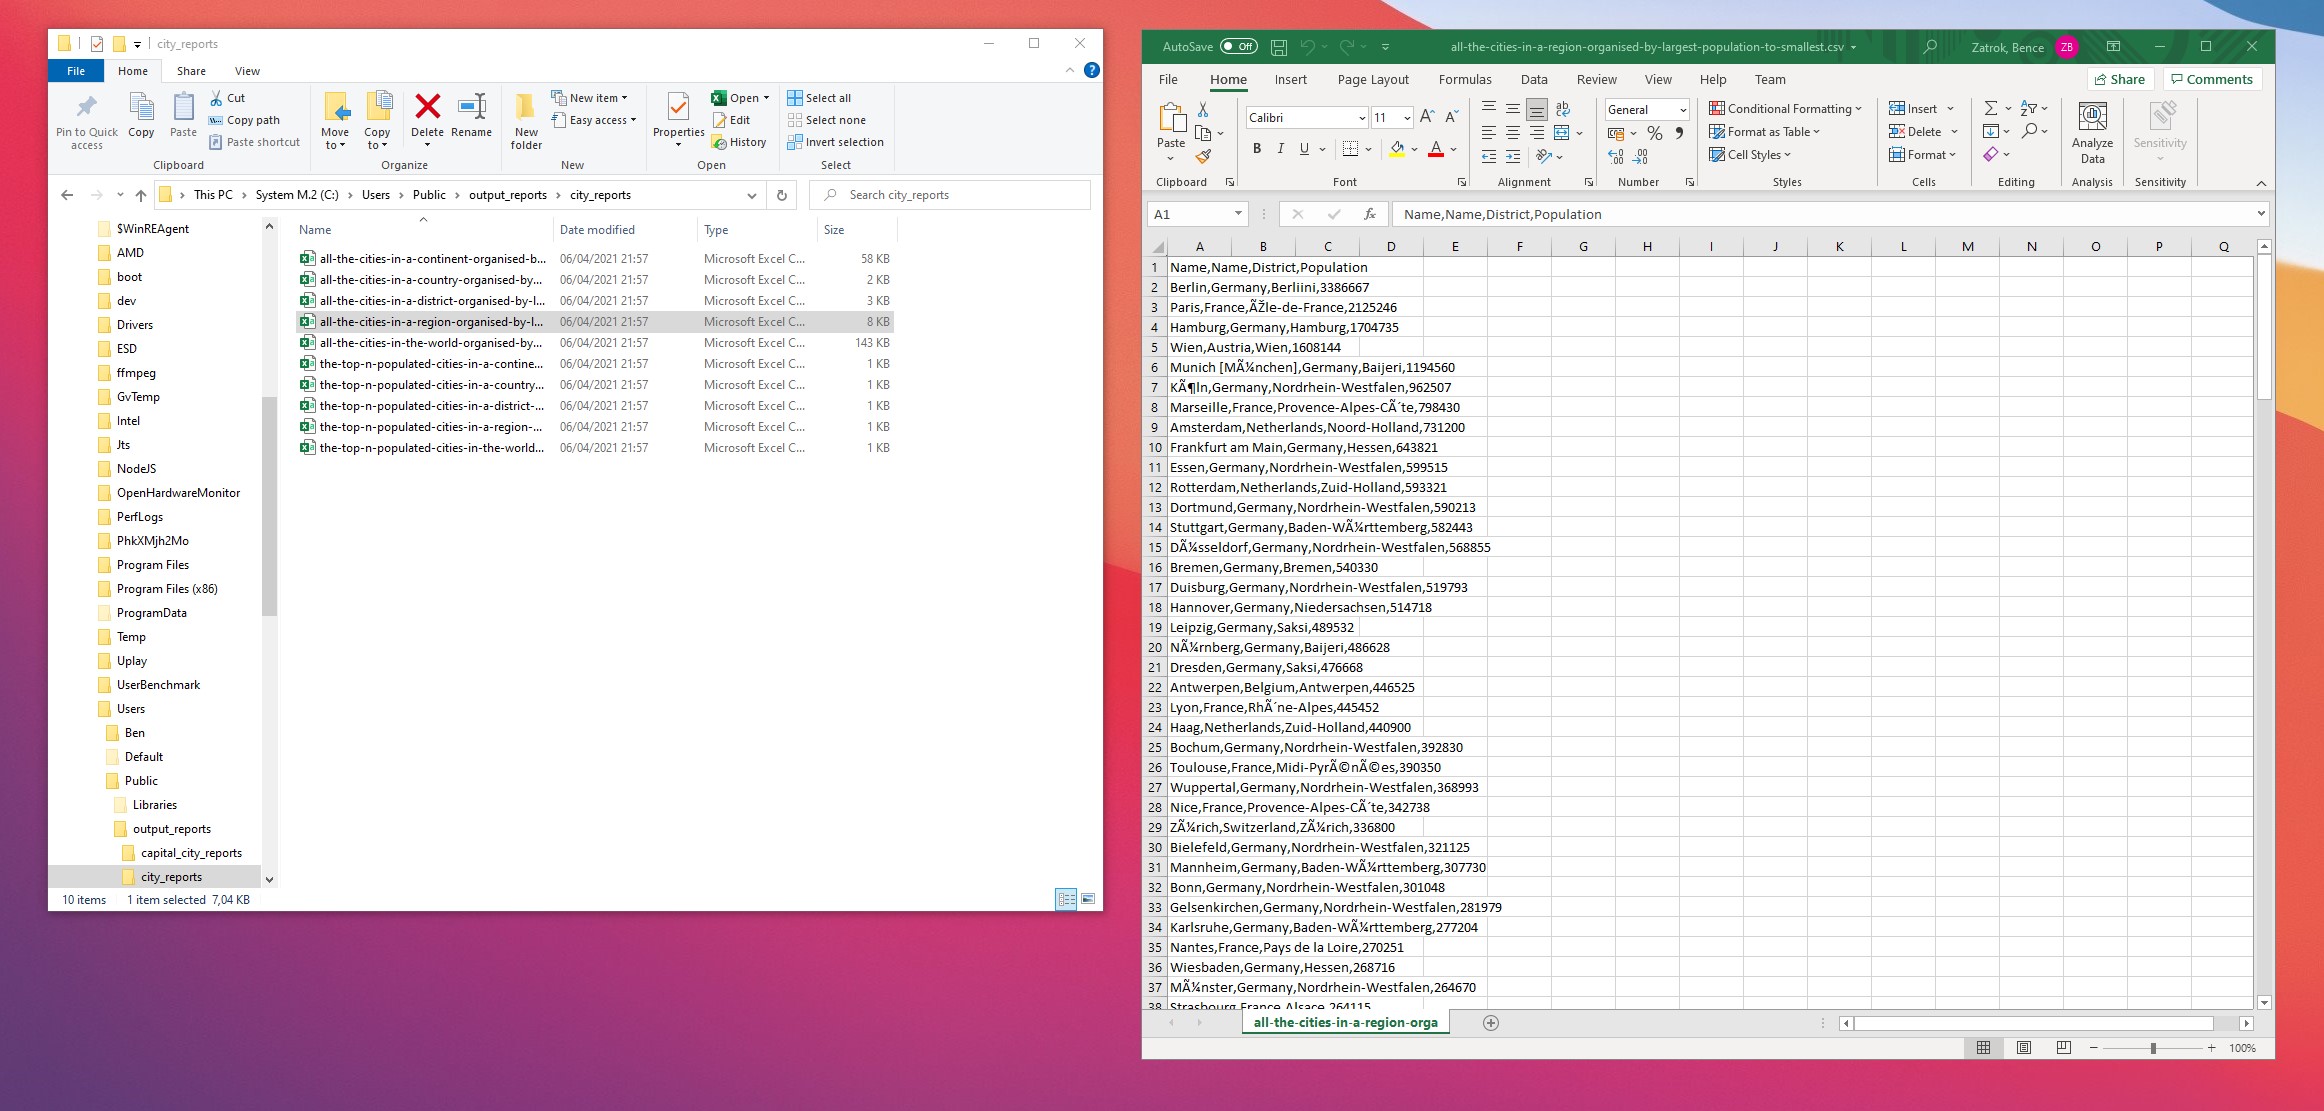 city_reports
File Home Share View
Pin to Quick access
Copy
Paste
Cut
Copy path
Paste shortcut
Clipboard
Move to
Copy to
Delete
Rename
Organize
New folder
New item
Easy access
New
Properties
Open
Edit
History
Open
Select all
Select none
Invert selection
Select
This PC > System M.2 (C:) > Users > Public > output_reports > city_reports
Search city_reports
$WinREAgent
AMD
boot
dev
Drivers
ESD
ffmpeg
GvTemp
Intel
Jts
NodeJS
OpenHardwareMonitor
PerfLogs
PhkXMjh2Mo
Program Files
Program Files (x86)
ProgramData
Temp
Uplay
UserBenchmark
Users
Ben
Default
Public
Libraries
output_reports
capital_city_reports
city_reports
Name Date modified Type Size
all-the-cities-in-a-continent-organised-b... 06/04/2021 21:57 Microsoft Excel C... 58 KB
all-the-cities-in-a-country-organised-by... 06/04/2021 21:57 Microsoft Excel C... 2 KB
all-the-cities-in-a-district-organised-by-l... 06/04/2021 21:57 Microsoft Excel C... 3 KB
all-the-cities-in-a-region-organised-by-l... 06/04/2021 21:57 Microsoft Excel C... 8 KB
all-the-cities-in-the-world-organised-by... 06/04/2021 21:57 Microsoft Excel C... 143 KB
the-top-n-populated-cities-in-a-contine... 06/04/2021 21:57 Microsoft Excel C... 1 KB
the-top-n-populated-cities-in-a-country... 06/04/2021 21:57 Microsoft Excel C... 1 KB
the-top-n-populated-cities-in-a-district-... 06/04/2021 21:57 Microsoft Excel C... 1 KB
the-top-n-populated-cities-in-a-region-... 06/04/2021 21:57 Microsoft Excel C... 1 KB
the-top-n-populated-cities-in-the-world... 06/04/2021 21:57 Microsoft Excel C... 1 KB
10 items 1 item selected 7,04 KB
AutoSave Off all-the-cities-in-a-region-organised-by-largest-population-to-smallest.csv Zatrok, Bence ZB
File Home Insert Page Layout Formulas Data Review View Help Team Share Comments
Paste
Clipboard
Calibri 11
B I U
Font
Alignment
General
Number
Conditional Formatting
Format as Table
Cell Styles
Styles
Insert
Delete
Format
Cells
Editing
Analyze Data
Analysis
Sensitivity
Sensitivity
A1 fx Name,Name,District,Population
A B C D E F G H I J K L M N O P Q
1 Name,Name,District,Population
2 Berlin,Germany,Berliini,3386667
3 Paris,France,ÃŽle-de-France,2125246
4 Hamburg,Germany,Hamburg,1704735
5 Wien,Austria,Wien,1608144
6 Munich [MÃ¼nchen],Germany,Baijeri,1194560
7 KÃ¶ln,Germany,Nordrhein-Westfalen,962507
8 Marseille,France,Provence-Alpes-CÃ´te,798430
9 Amsterdam,Netherlands,Noord-Holland,731200
10 Frankfurt am Main,Germany,Hessen,643821
11 Essen,Germany,Nordrhein-Westfalen,599515
12 Rotterdam,Netherlands,Zuid-Holland,593321
13 Dortmund,Germany,Nordrhein-Westfalen,590213
14 Stuttgart,Germany,Baden-WÃ¼rttemberg,582443
15 DÃ¼sseldorf,Germany,Nordrhein-Westfalen,568855
16 Bremen,Germany,Bremen,540330
17 Duisburg,Germany,Nordrhein-Westfalen,519793
18 Hannover,Germany,Niedersachsen,514718
19 Leipzig,Germany,Saksi,489532
20 NÃ¼rnberg,Germany,Baijeri,486628
21 Dresden,Germany,Saksi,476668
22 Antwerpen,Belgium,Antwerpen,446525
23 Lyon,France,RhÃ´ne-Alpes,445452
24 Haag,Netherlands,Zuid-Holland,440900
25 Bochum,Germany,Nordrhein-Westfalen,392830
26 Toulouse,France,Midi-PyrÃ©nÃ©es,390350
27 Wuppertal,Germany,Nordrhein-Westfalen,368993
28 Nice,France,Provence-Alpes-CÃ´te,342738
29 ZÃ¼rich,Switzerland,ZÃ¼rich,336800
30 Bielefeld,Germany,Nordrhein-Westfalen,321125
31 Mannheim,Germany,Baden-WÃ¼rttemberg,307730
32 Bonn,Germany,Nordrhein-Westfalen,301048
33 Gelsenkirchen,Germany,Nordrhein-Westfalen,281979
34 Karlsruhe,Germany,Baden-WÃ¼rttemberg,277204
35 Nantes,France,Pays de la Loire,270251
36 Wiesbaden,Germany,Hessen,268716
37 MÃ¼nster,Germany,Nordrhein-Westfalen,264670
38 Strasbourg,France,Alsace,264115
all-the-cities-in-a-region-orga
100%